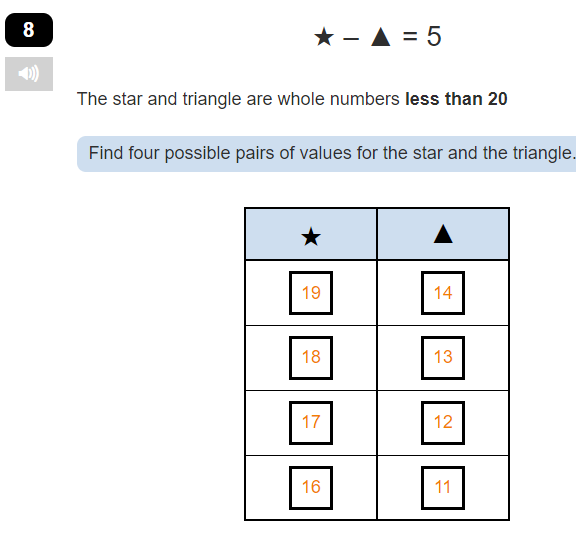 8
★ – ▲ = 5
The star and triangle are whole numbers less than 20
Find four possible pairs of values for the star and the triangle.
★ ▲
19 14
18 13
17 12
16 11